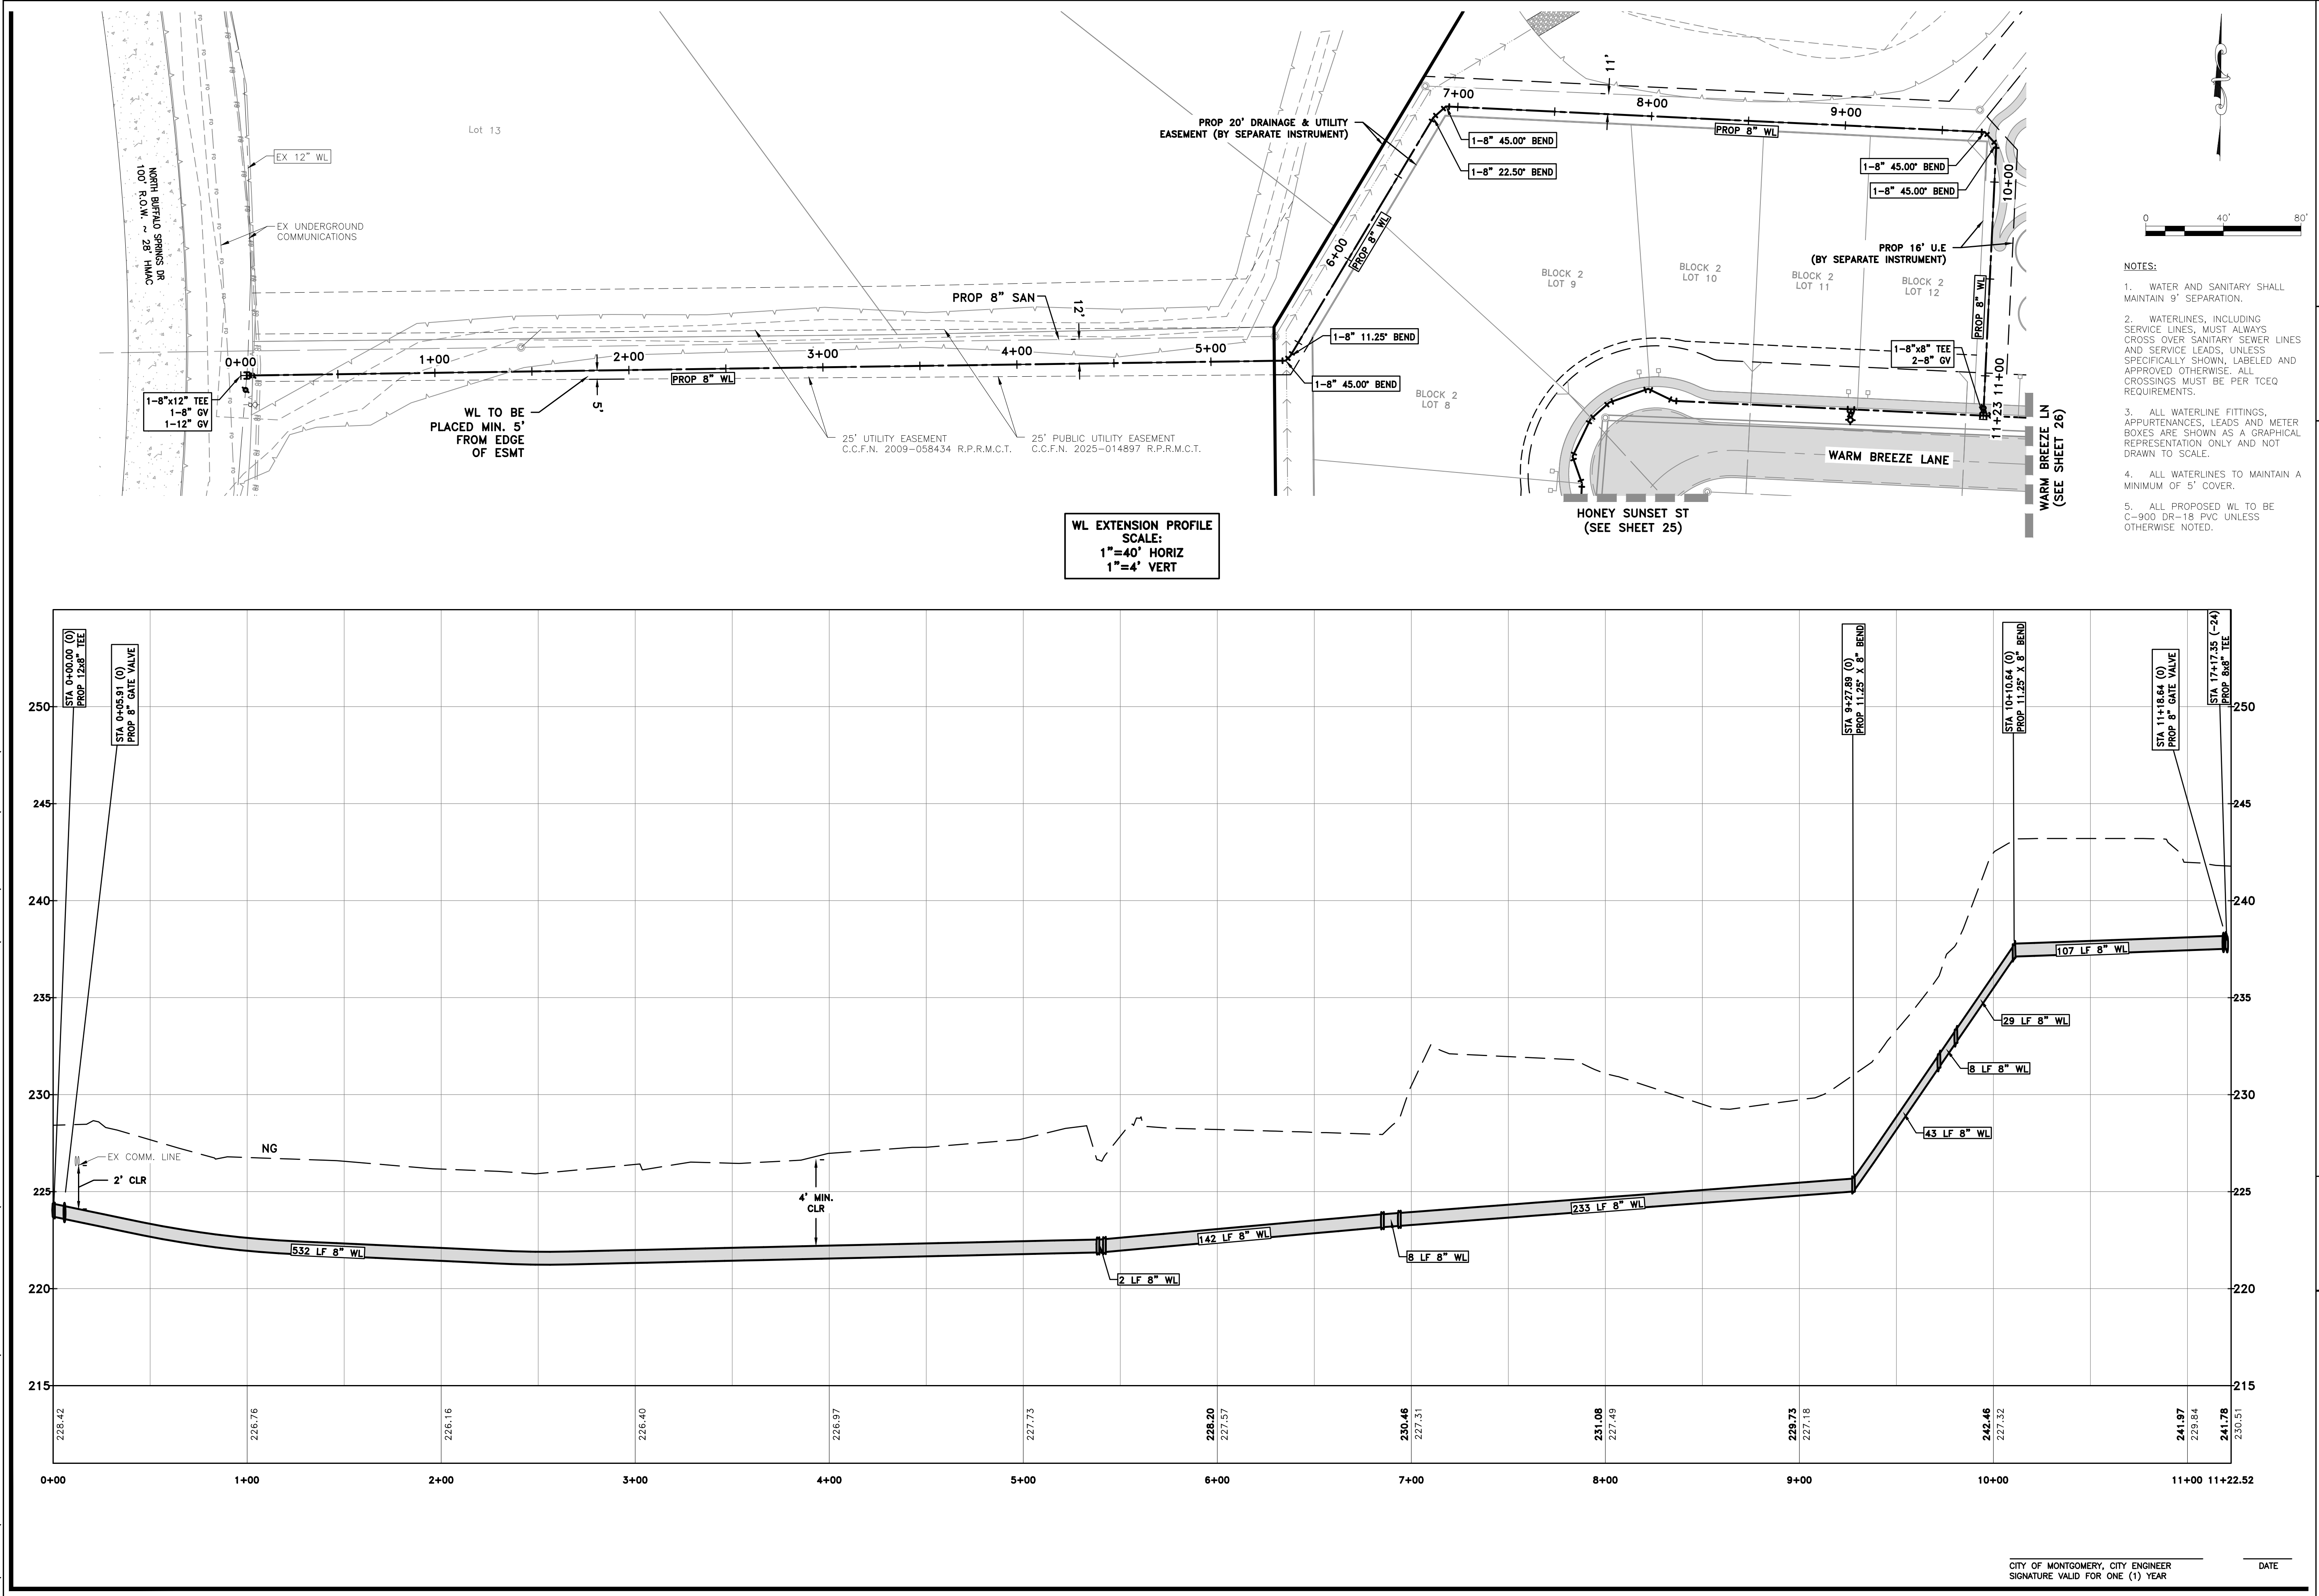 Lot 13
EX 12" WL
EX UNDERGROUND
COMMUNICATIONS
NORTH BUFFALO SPRINGS DR
100' R.O.W. ~ 28' HMAC
0+00
1+00
2+00
3+00
4+00
5+00
6+00
7+00
8+00
9+00
10+00
11+00
11+23
1-8"x12" TEE
1-8" GV
1-12" GV
WL TO BE
PLACED MIN. 5'
FROM EDGE
OF ESMT
5'
PROP 8" WL
PROP 8" SAN
12'
25' UTILITY EASEMENT
C.C.F.N. 2009-058434 R.P.R.M.C.T.
25' PUBLIC UTILITY EASEMENT
C.C.F.N. 2025-014897 R.P.R.M.C.T.
PROP 20' DRAINAGE & UTILITY
EASEMENT (BY SEPARATE INSTRUMENT)
1-8" 11.25° BEND
1-8" 45.00° BEND
PROP 8" WL
1-8" 45.00° BEND
1-8" 22.50° BEND
11'
PROP 8" WL
1-8" 45.00° BEND
1-8" 45.00° BEND
PROP 16' U.E
(BY SEPARATE INSTRUMENT)
PROP 8" WL
1-8"x8" TEE
2-8" GV
BLOCK 2
LOT 8
BLOCK 2
LOT 9
BLOCK 2
LOT 10
BLOCK 2
LOT 11
BLOCK 2
LOT 12
WARM BREEZE LANE
HONEY SUNSET ST
(SEE SHEET 25)
WARM BREEZE LN
(SEE SHEET 26)
0
40'
80'
NOTES:
1. WATER AND SANITARY SHALL
MAINTAIN 9' SEPARATION.
2. WATERLINES, INCLUDING
SERVICE LINES, MUST ALWAYS
CROSS OVER SANITARY SEWER LINES
AND SERVICE LEADS, UNLESS
SPECIFICALLY SHOWN, LABELED AND
APPROVED OTHERWISE. ALL
CROSSINGS MUST BE PER TCEQ
REQUIREMENTS.
3. ALL WATERLINE FITTINGS,
APPURTENANCES, LEADS AND METER
BOXES ARE SHOWN AS A GRAPHICAL
REPRESENTATION ONLY AND NOT
DRAWN TO SCALE.
4. ALL WATERLINES TO MAINTAIN A
MINIMUM OF 5' COVER.
5. ALL PROPOSED WL TO BE
C-900 DR-18 PVC UNLESS
OTHERWISE NOTED.
WL EXTENSION PROFILE
SCALE:
1"=40' HORIZ
1"=4' VERT
STA 0+00.00 (0)
PROP 12x8" TEE
STA 0+05.91 (0)
PROP 8" GATE VALVE
STA 9+27.89 (0)
PROP 11.25° X 8" BEND
STA 10+10.64 (0)
PROP 11.25° X 8" BEND
STA 11+18.64 (0)
PROP 8" GATE VALVE
STA 17+17.35 (-24)
PROP 8x8" TEE
250
250
245
245
240
240
235
235
230
230
225
225
220
220
215
215
NG
EX COMM. LINE
2' CLR
4' MIN.
CLR
532 LF 8" WL
2 LF 8" WL
142 LF 8" WL
8 LF 8" WL
233 LF 8" WL
43 LF 8" WL
8 LF 8" WL
29 LF 8" WL
107 LF 8" WL
228.42
226.76
226.16
226.40
226.97
227.73
228.20
227.57
230.46
227.31
231.08
227.49
229.73
227.18
242.46
227.32
241.97
229.84
241.78
230.51
0+00
1+00
2+00
3+00
4+00
5+00
6+00
7+00
8+00
9+00
10+00
11+00
11+22.52
CITY OF MONTGOMERY, CITY ENGINEER
SIGNATURE VALID FOR ONE (1) YEAR
DATE